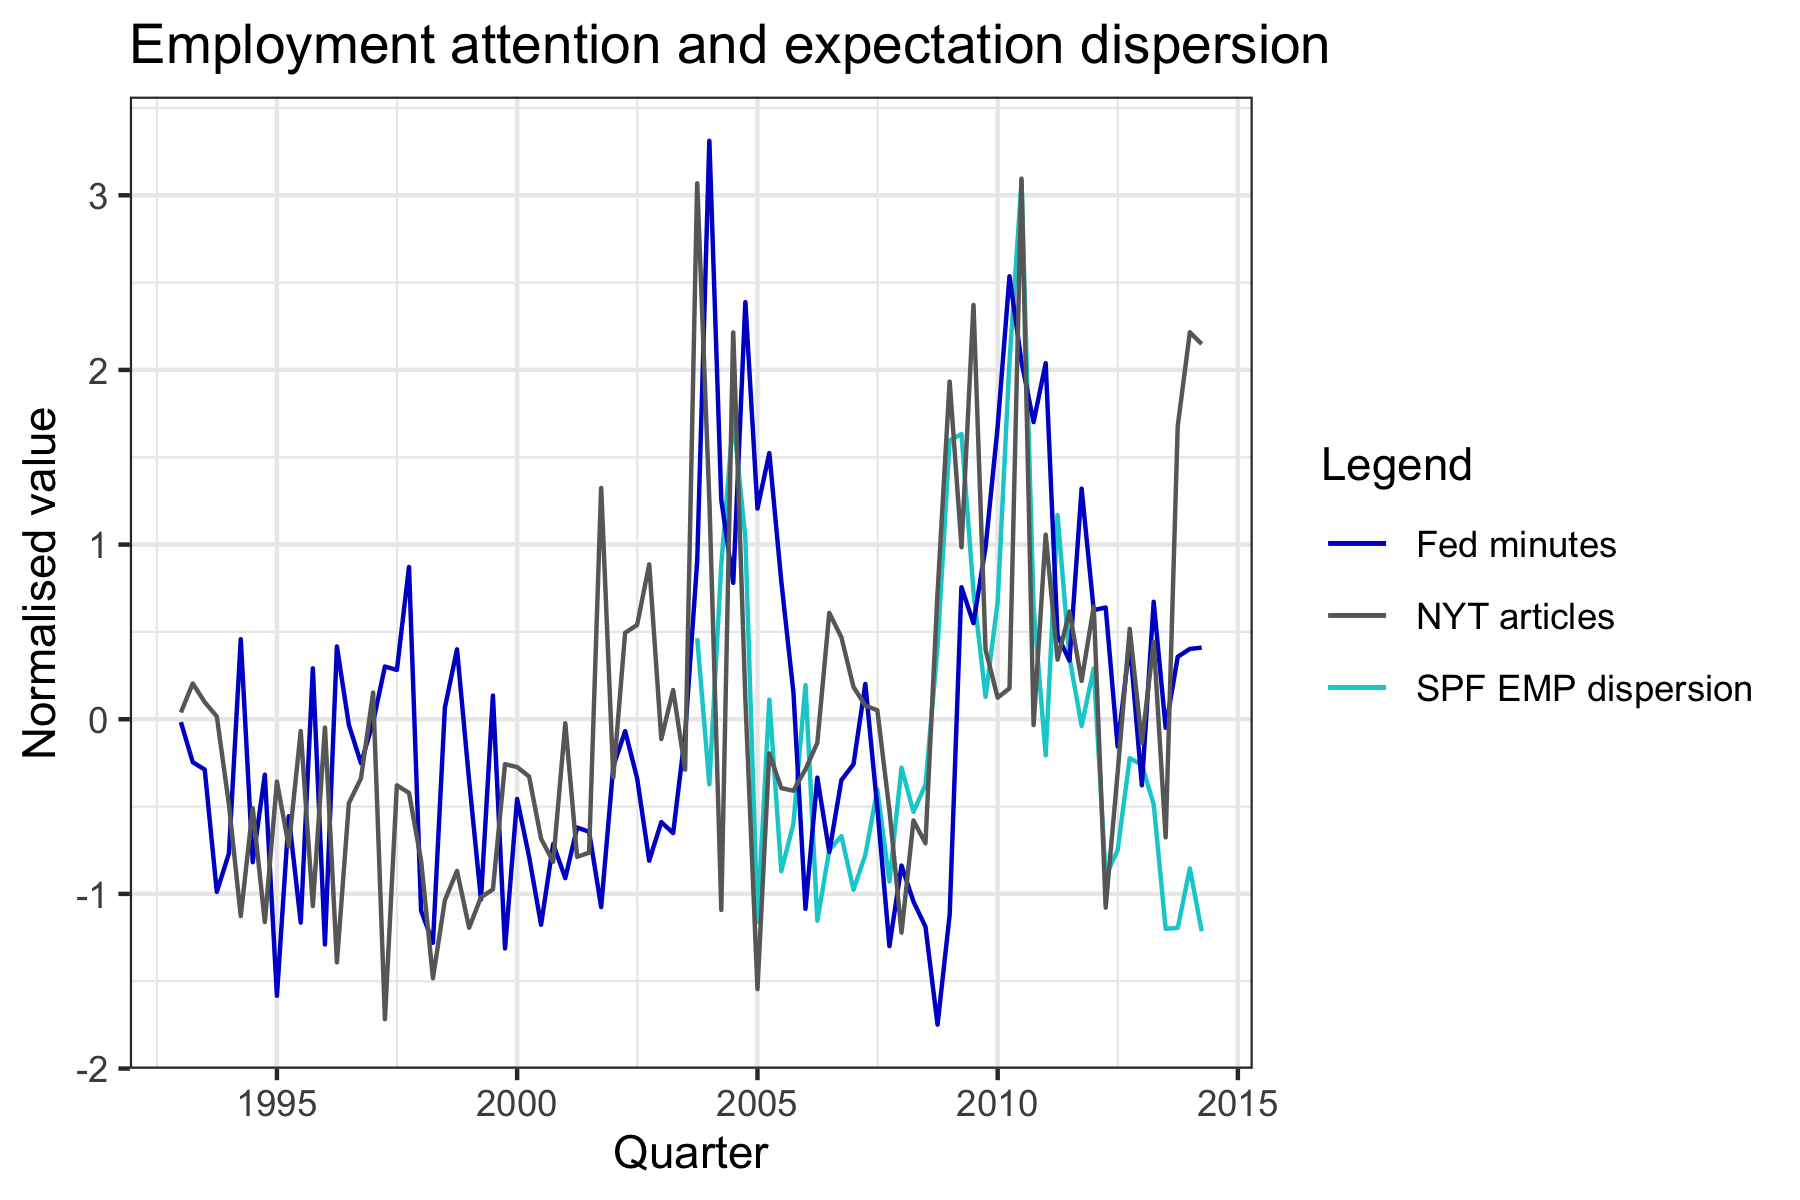 Employment attention and expectation dispersion
Normalised value
3
2
1
0
-1
-2
1995
2000
2005
2010
2015
Quarter
Legend
Fed minutes
NYT articles
SPF EMP dispersion